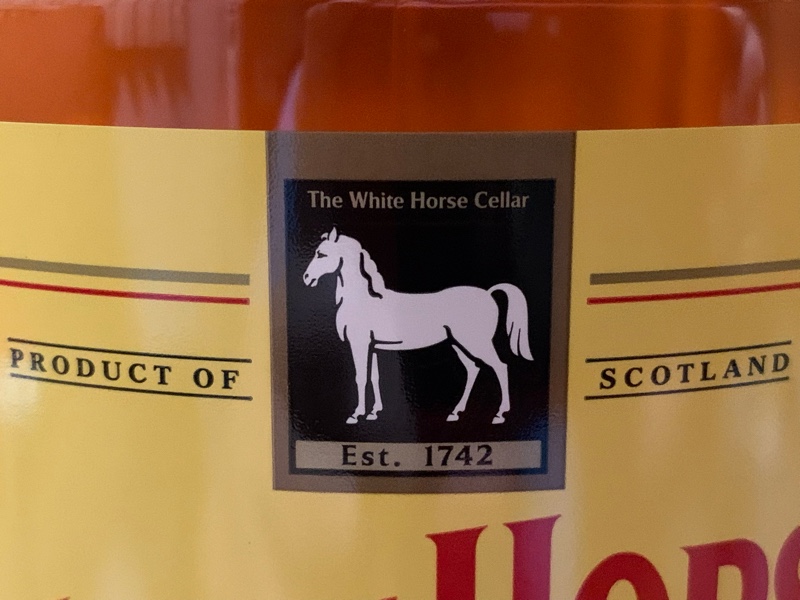 The White Horse Cellar
PRODUCT OF
SCOTLAND
Est. 1742